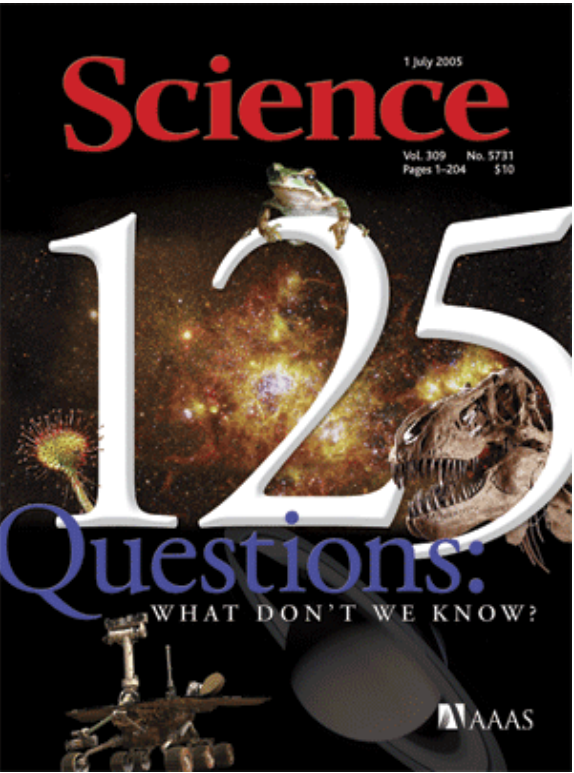 1 July 2005
Science
Vol. 309 No. 5731
Pages 1–204 $10
125
Questions:
WHAT DON'T WE KNOW?
AAAS